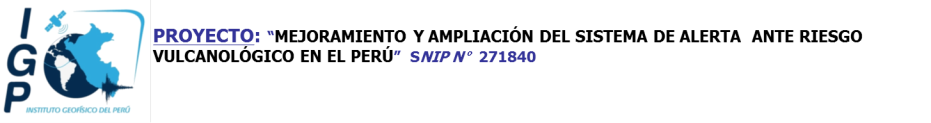 IGP
INSTITUTO GEOFÍSICO DEL PERÚ
PROYECTO: “MEJORAMIENTO Y AMPLIACIÓN DEL SISTEMA DE ALERTA ANTE RIESGO
VULCANOLÓGICO EN EL PERÚ” SNIP N° 271840